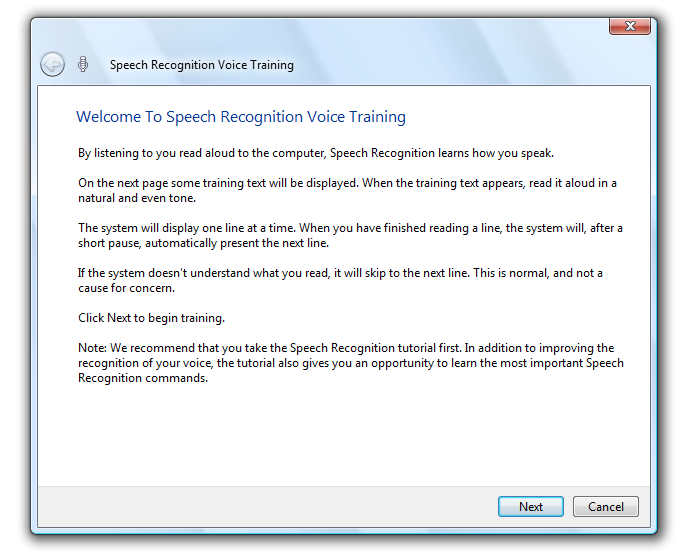 Speech Recognition Voice Training
Welcome To Speech Recognition Voice Training
By listening to you read aloud to the computer, Speech Recognition learns how you speak.
On the next page some training text will be displayed. When the training text appears, read it aloud in a
natural and even tone.
The system will display one line at a time. When you have finished reading a line, the system will, after a
short pause, automatically present the next line.
If the system doesn't understand what you read, it will skip to the next line. This is normal, and not a
cause for concern.
Click Next to begin training.
Note: We recommend that you take the Speech Recognition tutorial first. In addition to improving the
recognition of your voice, the tutorial also gives you an opportunity to learn the most important Speech
Recognition commands.
Next Cancel